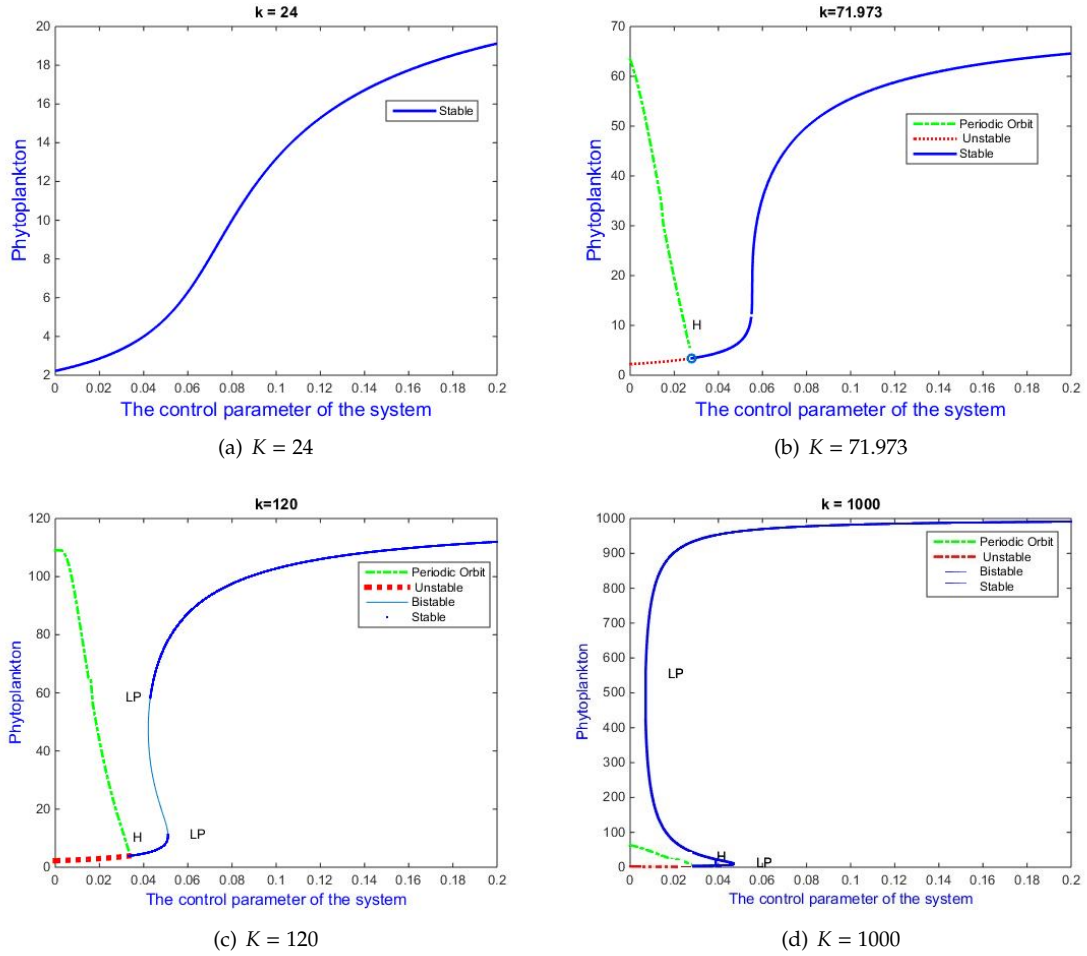 k = 24
20
18
16
14
12
10
8
6
4
2
Phytoplankton
Stable
0 0.02 0.04 0.06 0.08 0.1 0.12 0.14 0.16 0.18 0.2
The control parameter of the system
(a) K = 24
k=71.973
70
60
50
40
30
20
10
0
Phytoplankton
Periodic Orbit
Unstable
Stable
H
0 0.02 0.04 0.06 0.08 0.1 0.12 0.14 0.16 0.18 0.2
The control parameter of the system
(b) K = 71.973
k=120
120
100
80
60
40
20
0
Phytoplankton
Periodic Orbit
Unstable
Bistable
Stable
LP
H
LP
0 0.02 0.04 0.06 0.08 0.1 0.12 0.14 0.16 0.18 0.2
The control parameter of the system
(c) K = 120
k = 1000
1000
900
800
700
600
500
400
300
200
100
0
Phytoplankton
Periodic Orbit
Unstable
Bistable
Stable
LP
H
LP
0 0.02 0.04 0.06 0.08 0.1 0.12 0.14 0.16 0.18 0.2
The control parameter of the system
(d) K = 1000